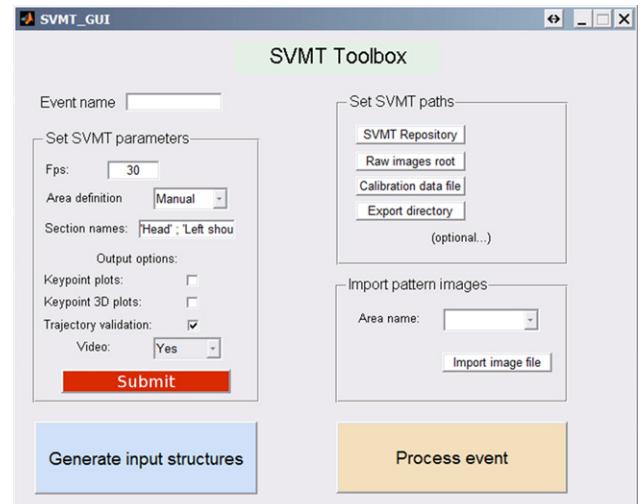 SVMT_GUI
SVMT Toolbox
Event name
Set SVMT parameters
Fps: 30
Area definition Manual
Section names: 'Head' ; 'Left shou
Output options:
Keypoint plots:
Keypoint 3D plots:
Trajectory validation:
Video: Yes
Submit
Generate input structures
Set SVMT paths
SVMT Repository
Raw images root
Calibration data file
Export directory
(optional...)
Import pattern images
Area name:
Import image file
Process event